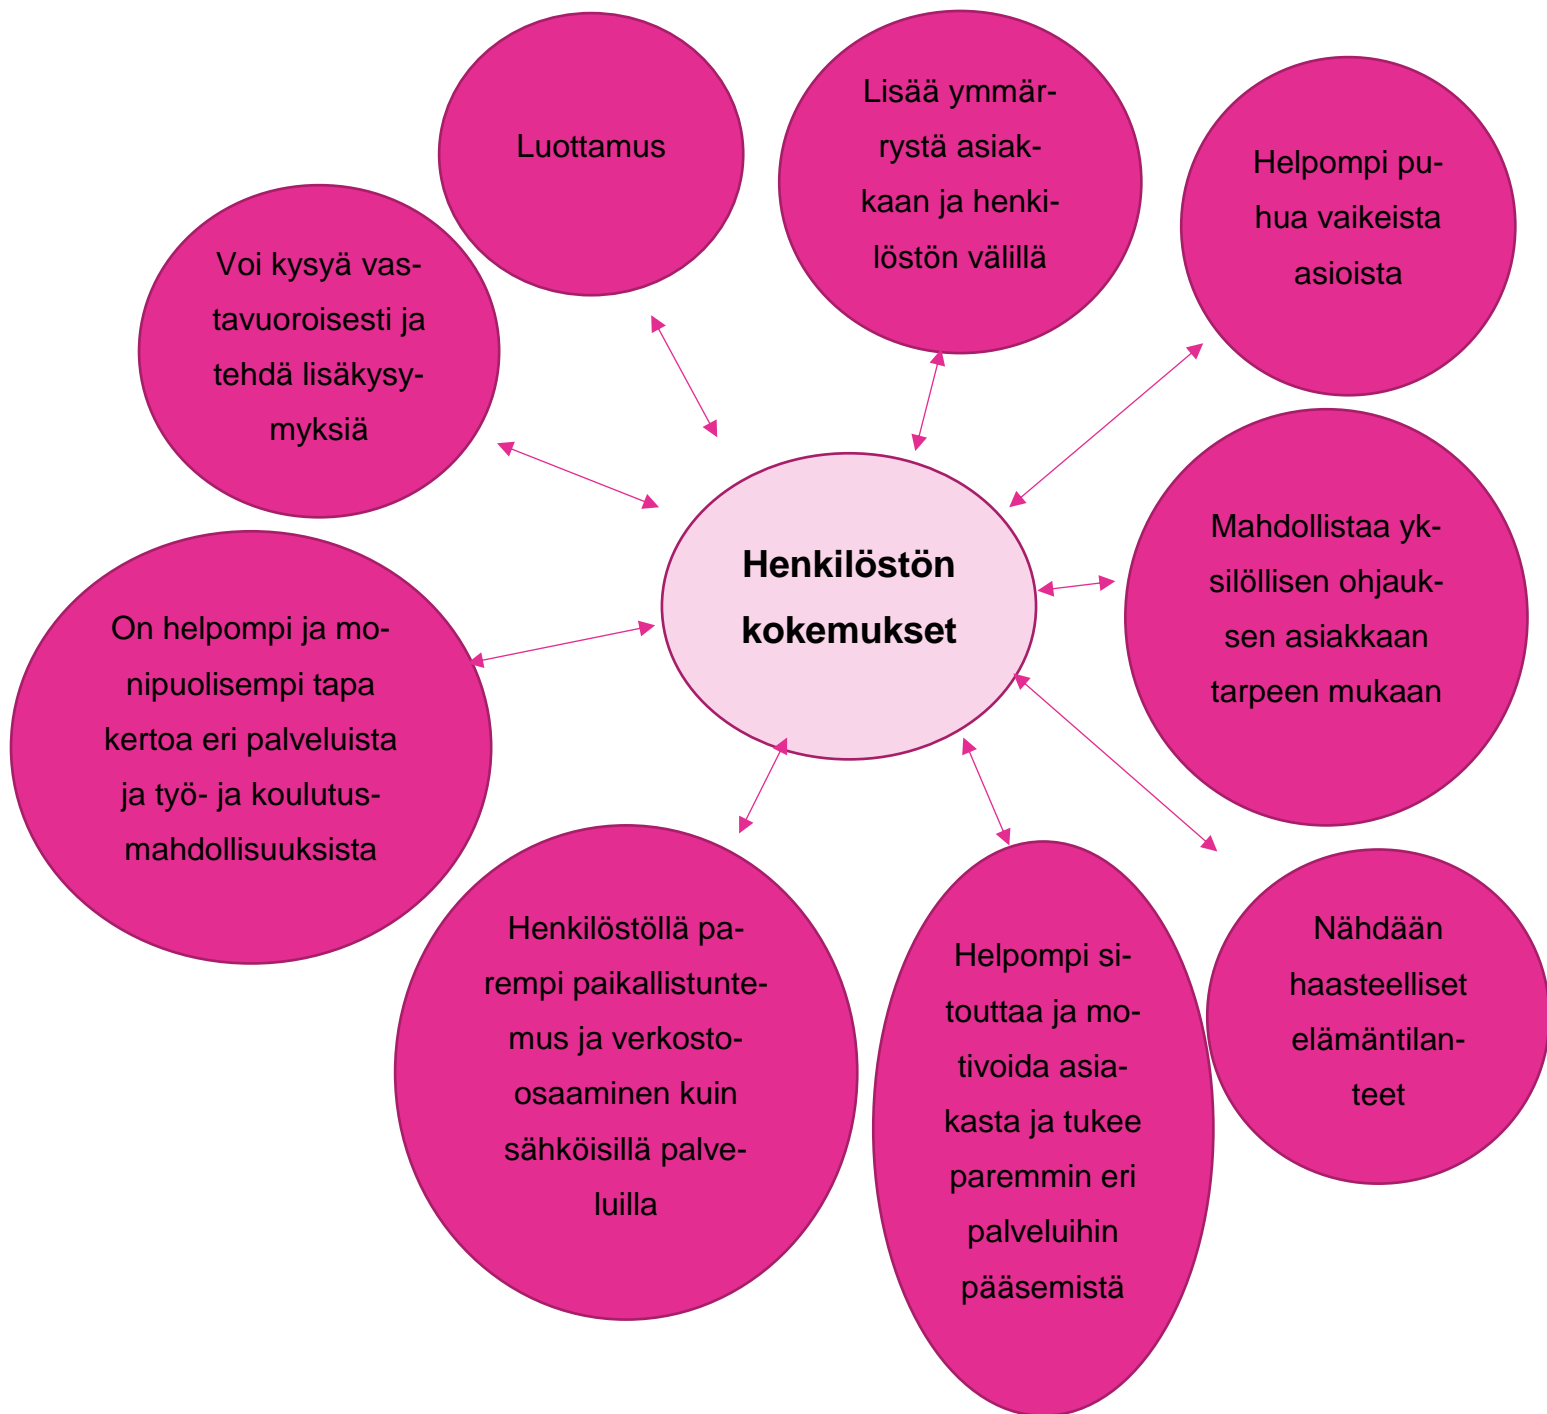 Luottamus
Lisää ymmär-
rystä asiak-
kaan ja henki-
löstön välillä
Helpompi pu-
hua vaikeista
asioista
Voi kysyä vas-
tavuoroisesti ja
tehdä lisäkysy-
myksiä
Henkilöstön
kokemukset
Mahdollistaa yk-
silöllisen ohjauk-
sen asiakkaan
tarpeen mukaan
On helpompi ja mo-
nipuolisempi tapa
kertoa eri palveluista
ja työ- ja koulutus-
mahdollisuuksista
Henkilöstöllä pa-
rempi paikallistunte-
mus ja verkosto-
osaaminen kuin
sähköisillä palve-
luilla
Helpompi si-
touttaa ja mo-
tivoida asia-
kasta ja tukee
paremmin eri
palveluihin
pääsemistä
Nähdään
haasteelliset
elämäntilan-
teet